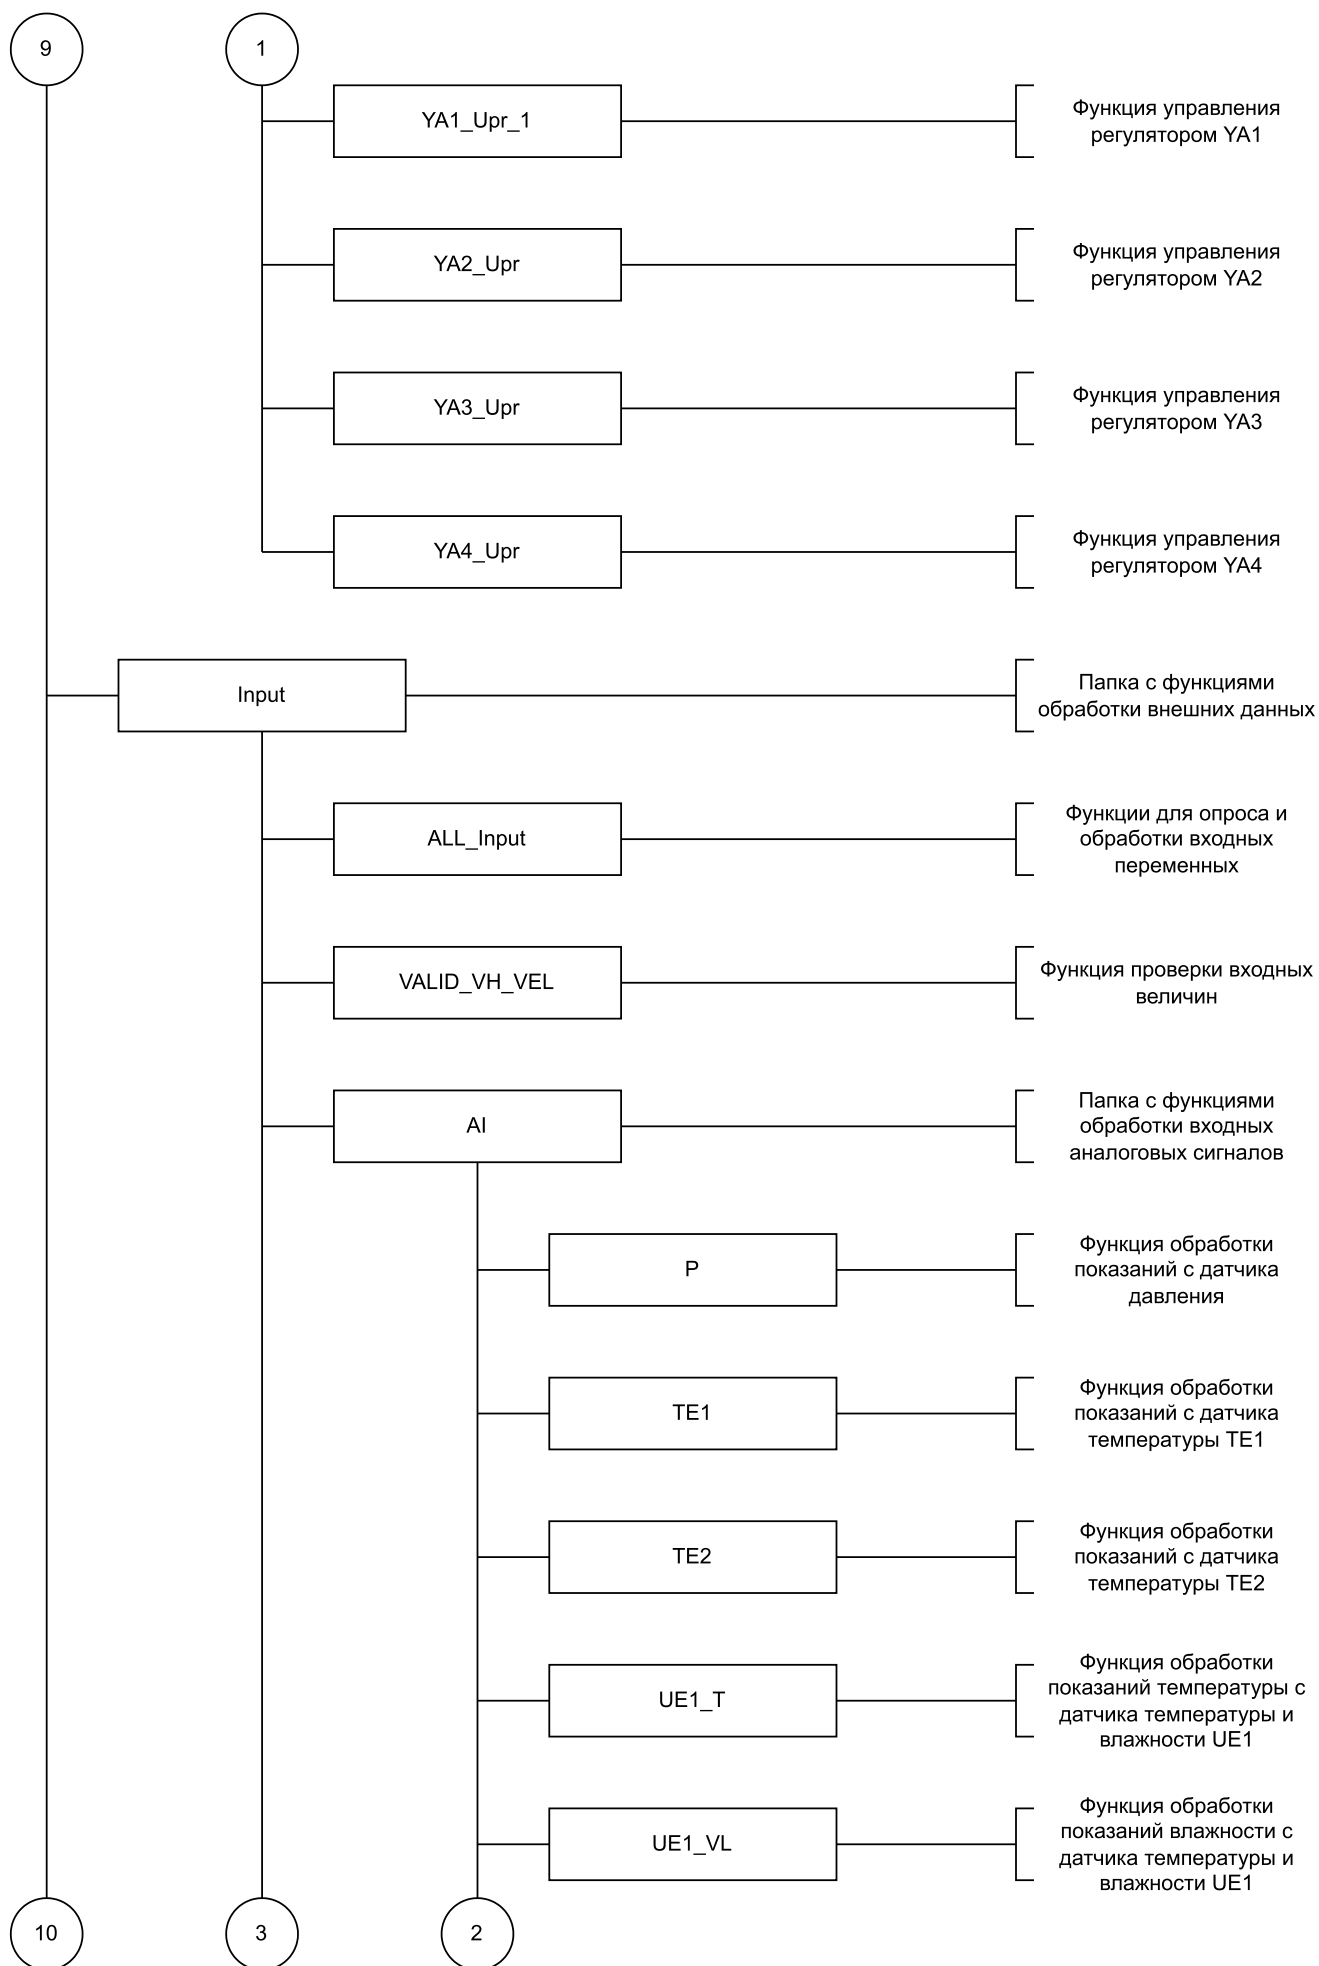 9
1
YA1_Upr_1
Функция управления
регулятором YA1
YA2_Upr
Функция управления
регулятором YA2
YA3_Upr
Функция управления
регулятором YA3
YA4_Upr
Функция управления
регулятором YA4
Input
Папка с функциями
обработки внешних данных
ALL_Input
Функции для опроса и
обработки входных
переменных
VALID_VH_VEL
Функция проверки входных
величин
AI
Папка с функциями
обработки входных
аналоговых сигналов
P
Функция обработки
показаний с датчика
давления
TE1
Функция обработки
показаний с датчика
температуры TE1
TE2
Функция обработки
показаний с датчика
температуры TE2
UE1_T
Функция обработки
показаний температуры с
датчика температуры и
влажности UE1
UE1_VL
Функция обработки
показаний влажности с
датчика температуры и
влажности UE1
10
3
2